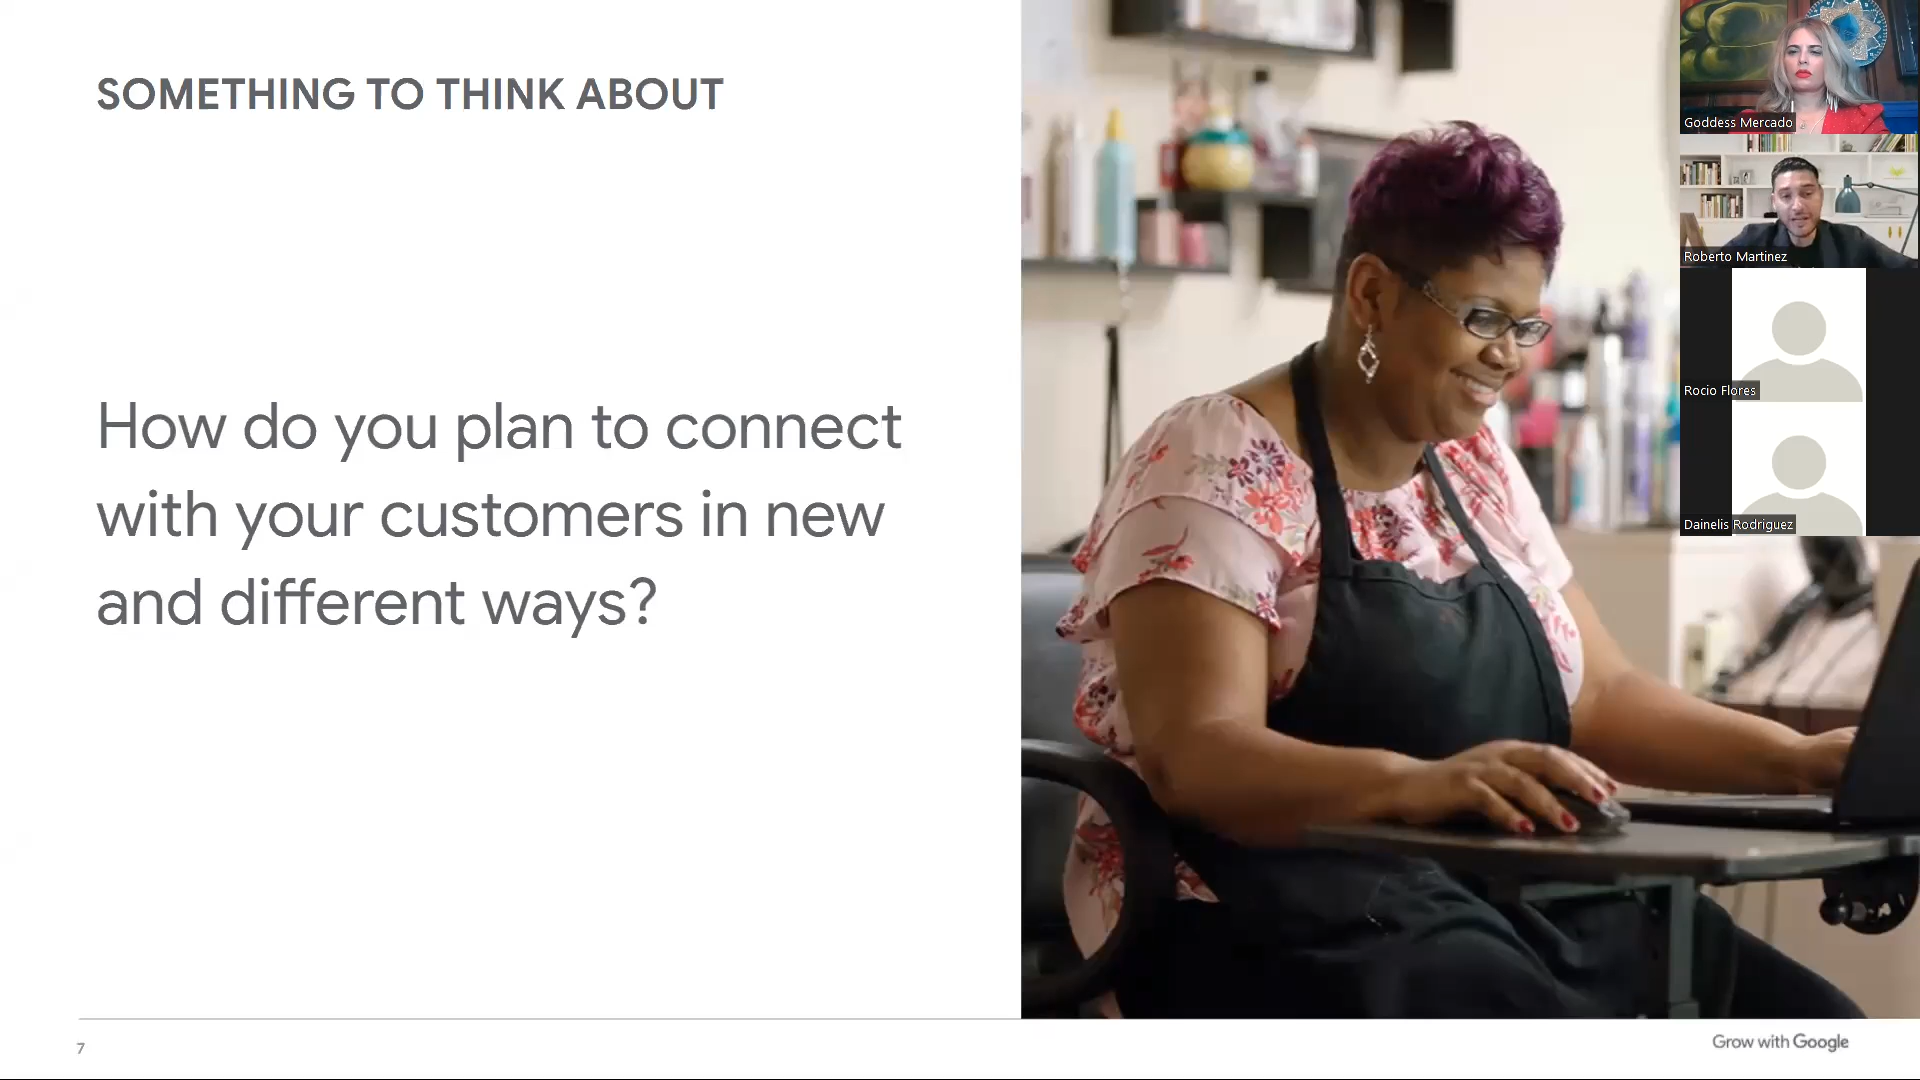 SOMETHING TO THINK ABOUT
How do you plan to connect
with your customers in new
and different ways?
Goddess Mercado
Roberto Martinez
Rocio Flores
Dainelis Rodriguez
7
Grow with Google